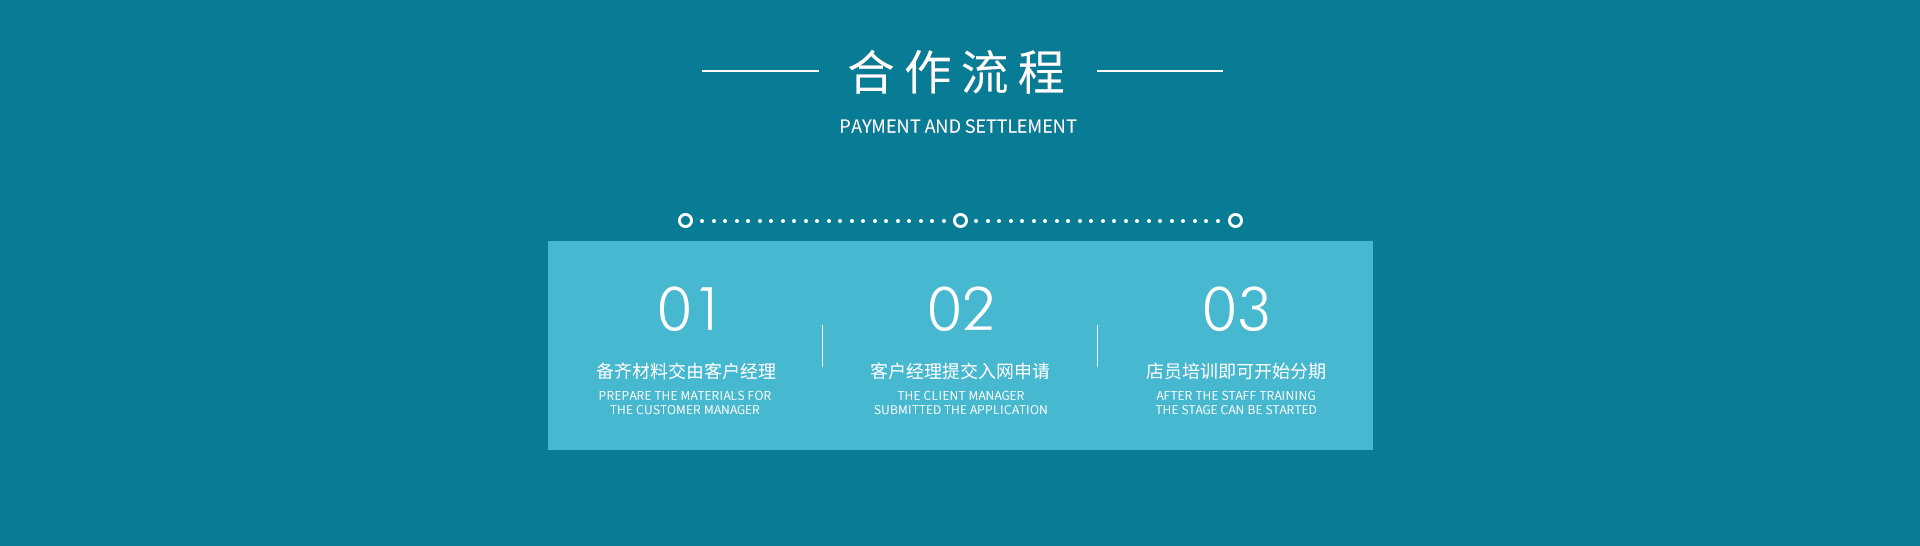 合作流程
PAYMENT AND SETTLEMENT
01
备齐材料交由客户经理
PREPARE THE MATERIALS FOR
THE CUSTOMER MANAGER
02
客户经理提交入网申请
THE CLIENT MANAGER
SUBMITTED THE APPLICATION
03
店员培训即可开始分期
AFTER THE STAFF TRAINING
THE STAGE CAN BE STARTED